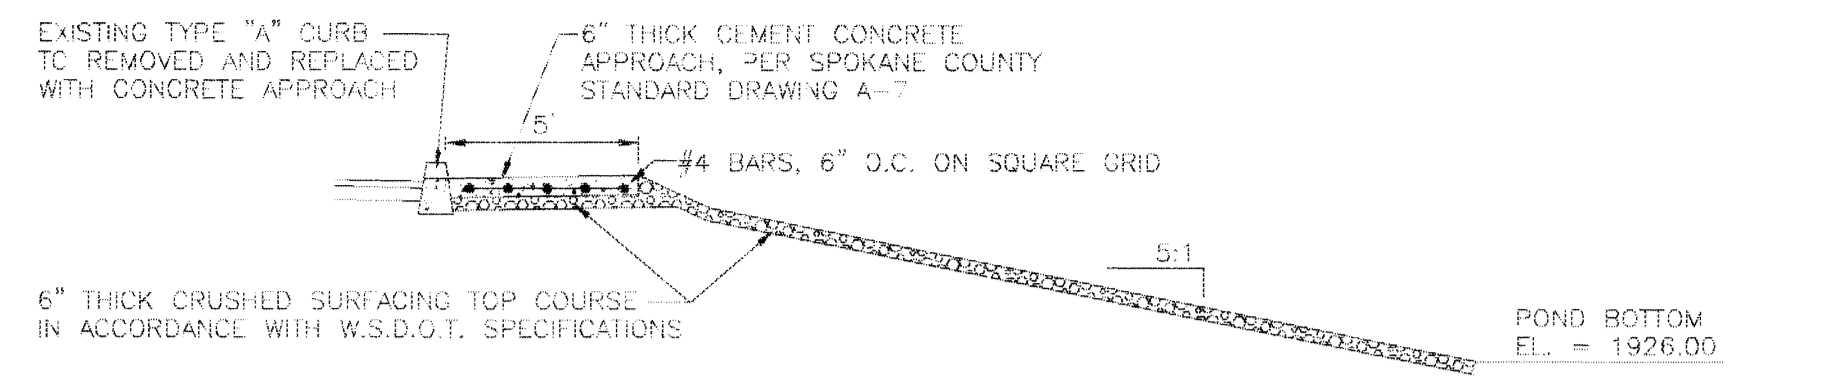 EXISTING TYPE "A" CURB
TO REMOVED AND REPLACED
WITH CONCRETE APPROACH
6" THICK CEMENT CONCRETE
APPROACH, PER SPOKANE COUNTY
STANDARD DRAWING A-7
5'
#4 BARS, 6" O.C. ON SQUARE GRID
5:1
6" THICK CRUSHED SURFACING TOP COURSE
IN ACCORDANCE WITH W.S.D.O.T. SPECIFICATIONS
POND BOTTOM
EL. = 1926.00